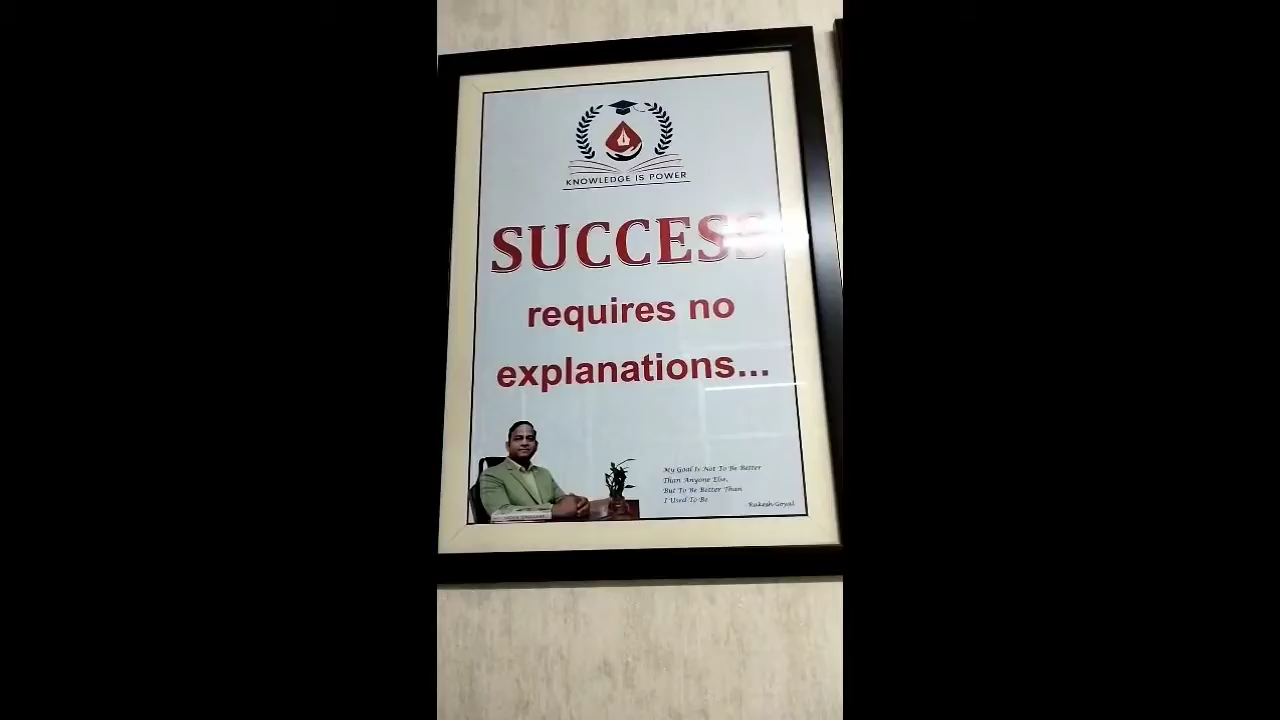 KNOWLEDGE IS POWER
SUCCESS
requires no
explanations...
My Goal Is Not To Be Better
Than Anyone Else,
But To Be Better Than
I Used To Be
Rakesh Goyal